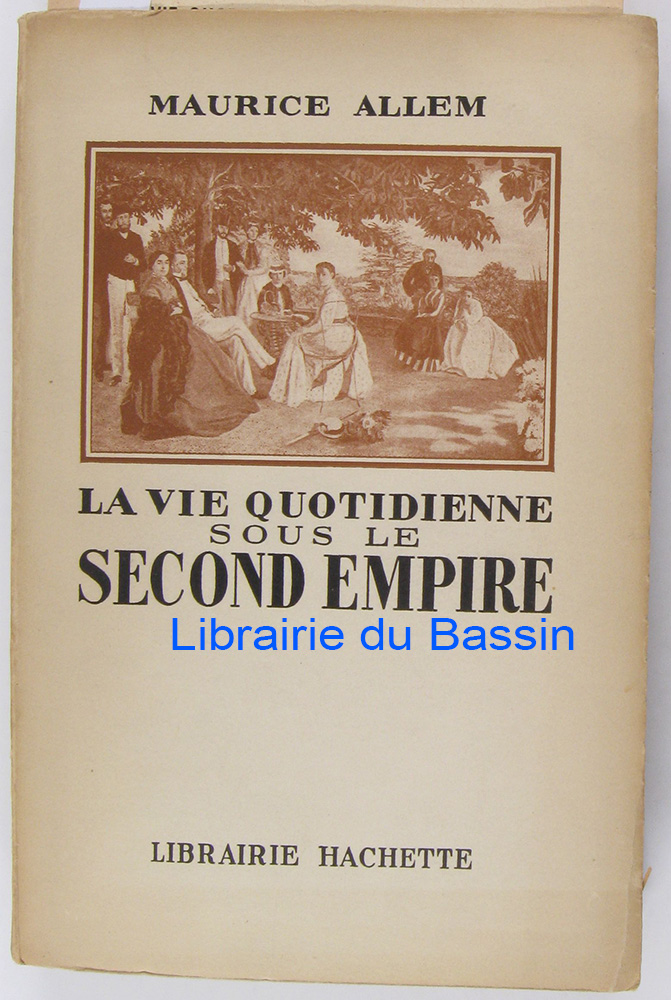 MAURICE ALLEM
LA VIE QUOTIDIENNE
SOUS LE
SECOND EMPIRE
Librairie du Bassin
LIBRAIRIE HACHETTE